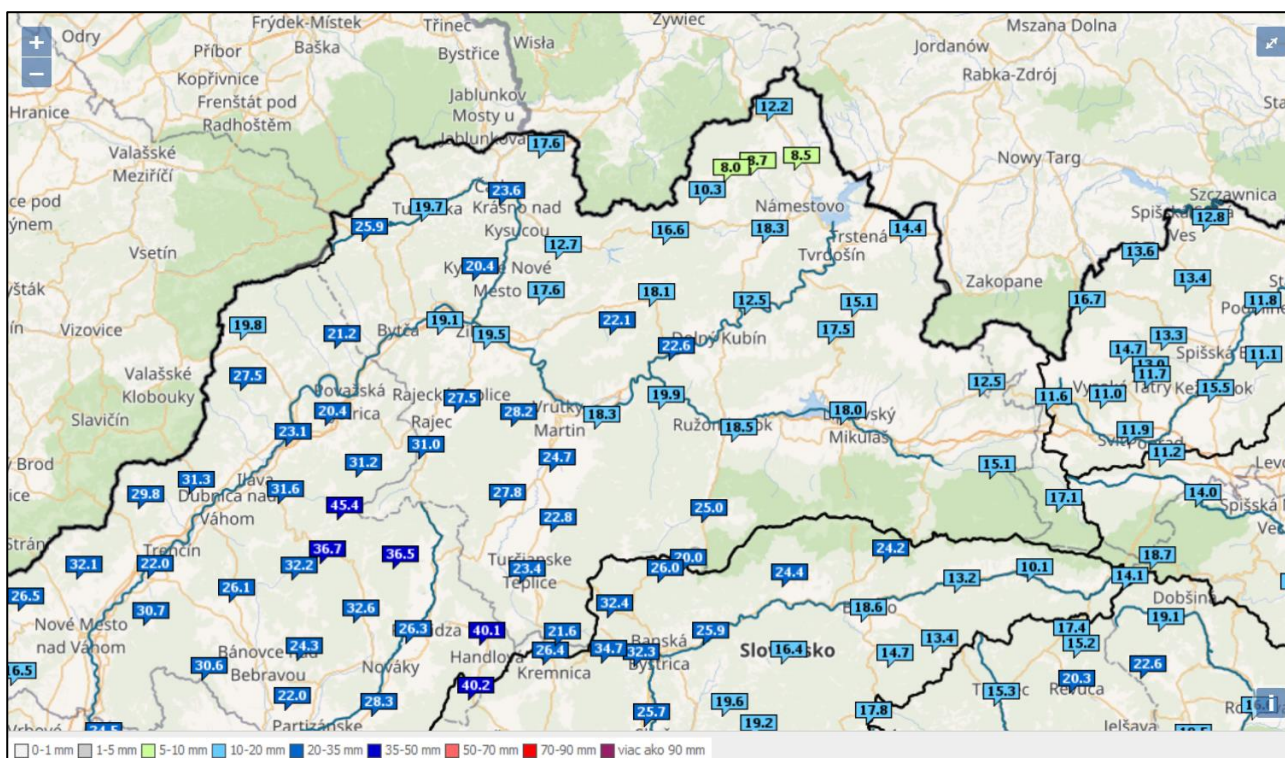 +
−
Odry
Frýdek-Místek
Třinec
Żywiec
Mszana Dolna
Příbor
Baška
Bystřice
Wisła
Jordanów
Kopřivnice
Rabka-Zdrój
Frenštát pod
Radhoštěm
Jablunkov
Mosty u
Jablunkova
Hranice
12.2
17.6
Valašské
Meziříčí
8.0
8.7
8.5
Nowy Targ
Szczawnica
23.6
10.3
19.7
Krásno nad
Kysucou
Námestovo
12.8
25.9
16.6
18.3
14.4
Trstená
Tvrdošín
Ves
Vsetín
12.7
13.6
20.4
Mesto
17.6
18.1
12.5
15.1
Zakopane
13.4
16.7
11.8
Vizovice
19.8
21.2
Bytča
19.1
19.5
22.1
Dolný Kubín
17.5
22.6
13.3
14.7
11.1
13.0
11.7
Valašské
Klobouky
27.5
12.5
Vysoké Tatry
11.0
15.5
11.6
Slavičín
Považská
20.4
27.5
28.2
Vrútky
Martin
18.3
19.9
18.0
Mikuláš
18.5
23.1
Rajec
31.0
11.9
11.2
Brod
31.2
24.7
15.1
31.3
29.8
Ilava
Dubnica nad
Váhom
31.6
27.8
17.1
14.0
45.4
25.0
22.8
36.7
36.5
24.2
18.7
Trenčín
32.1
22.0
32.2
Turčianske
Teplice
23.4
20.0
26.0
24.4
10.1
14.1
13.2
Dobšiná
26.5
26.1
30.7
32.6
32.4
18.6
19.1
Nové Mesto
nad Váhom
26.3
40.1
21.6
25.9
Banská
Bystrica
17.4
15.2
13.4
24.3
Handlová
26.4
34.7
32.3
16.4
14.7
22.6
16.5
30.6
Bánovce nad
Bebravou
Nováky
Kremnica
20.3
40.2
22.0
28.3
15.3
Partizánske
25.7
19.6
19.2
17.8
Jelšava
i
0-1 mm 1-5 mm 5-10 mm 10-20 mm 20-35 mm 35-50 mm 50-70 mm 70-90 mm viac ako 90 mm